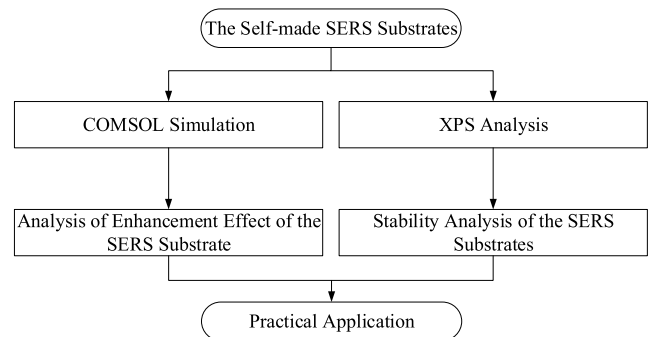 The Self-made SERS Substrates
COMSOL Simulation
XPS Analysis
Analysis of Enhancement Effect of the
SERS Substrate
Stability Analysis of the SERS
Substrates
Practical Application